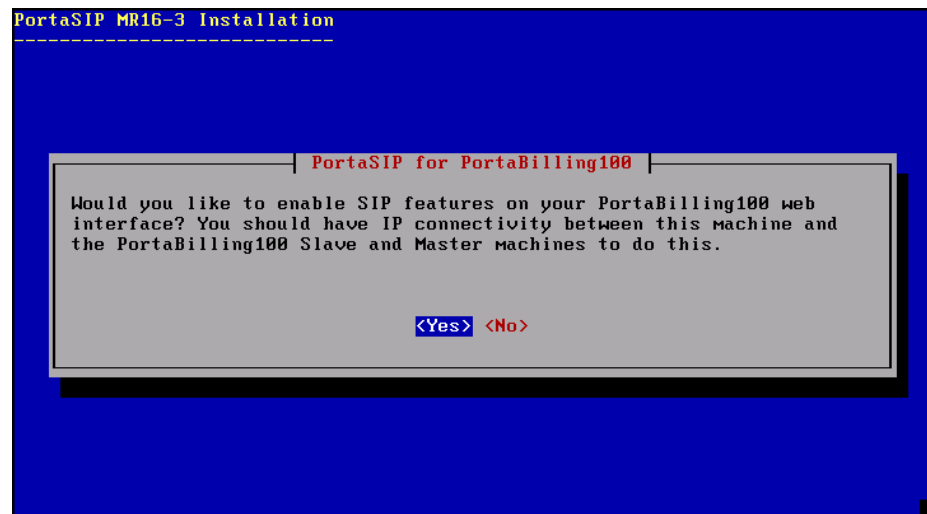 PortaSIP MR16-3 Installation
-----------------------------
PortaSIP for PortaBilling100
Would you like to enable SIP features on your PortaBilling100 web
interface? You should have IP connectivity between this machine and
the PortaBilling100 Slave and Master machines to do this.
<Yes> <No>